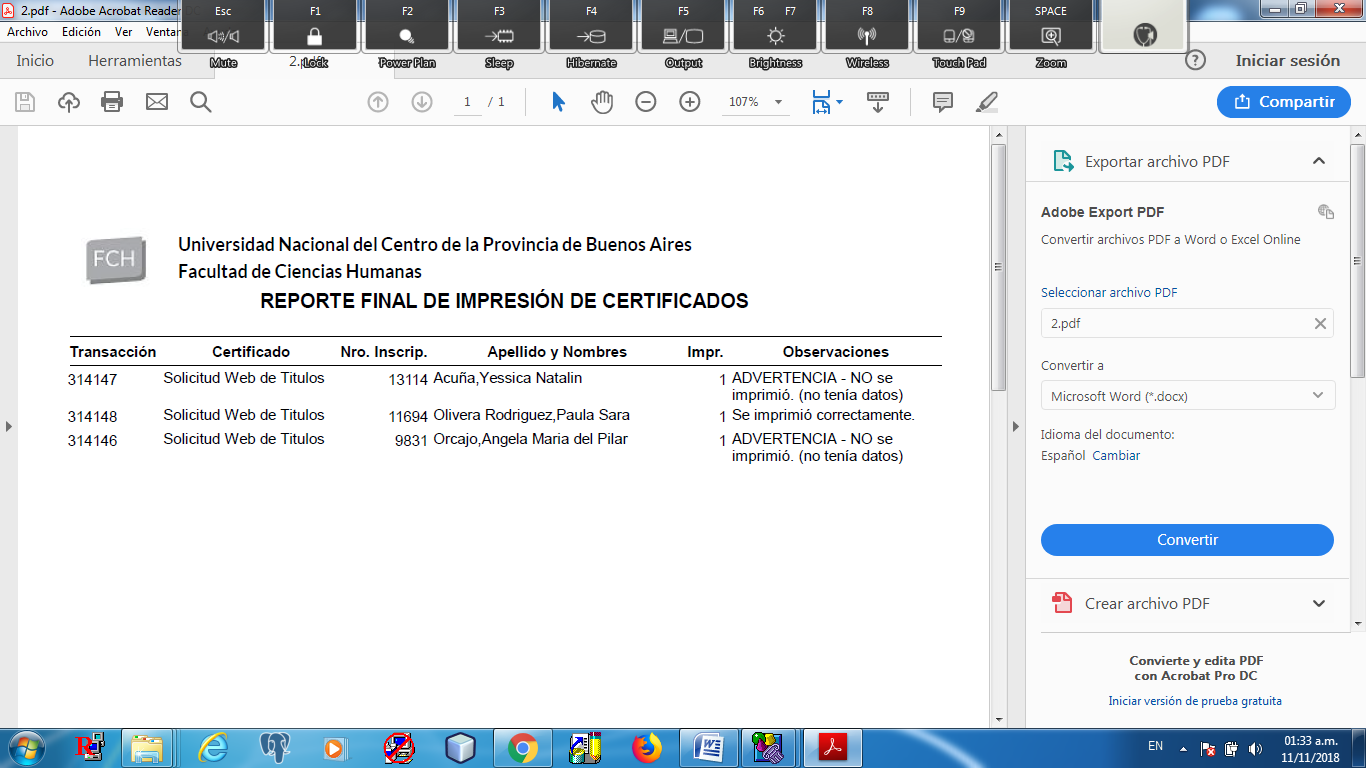 2.pdf - Adobe Acrobat Reader
Archivo Edición Ver Ventana
Esc F1 F2 F3 F4 F5 F6 F7 F8 F9 SPACE
Mute Lock Power Plan Sleep Hibernate Output Brightness Wireless Touch Pad Zoom
Inicio Herramientas 2.pdf Iniciar sesión
1 / 1 107% Compartir
Exportar archivo PDF
Adobe Export PDF
Convertir archivos PDF a Word o Excel Online
Seleccionar archivo PDF
2.pdf
Convertir a
Microsoft Word (*.docx)
Idioma del documento:
Español Cambiar
Convertir
Crear archivo PDF
Convierte y edita PDF
con Acrobat Pro DC
Iniciar versión de prueba gratuita
FCH
Universidad Nacional del Centro de la Provincia de Buenos Aires
Facultad de Ciencias Humanas
REPORTE FINAL DE IMPRESIÓN DE CERTIFICADOS
Transacción Certificado Nro. Inscrip. Apellido y Nombres Impr. Observaciones
314147 Solicitud Web de Titulos 13114 Acuña,Yessica Natalin 1 ADVERTENCIA - NO se
imprimió. (no tenía datos)
314148 Solicitud Web de Titulos 11694 Olivera Rodriguez,Paula Sara 1 Se imprimió correctamente.
314146 Solicitud Web de Titulos 9831 Orcajo,Angela Maria del Pilar 1 ADVERTENCIA - NO se
imprimió. (no tenía datos)
EN
01:33 a.m.
11/11/2018